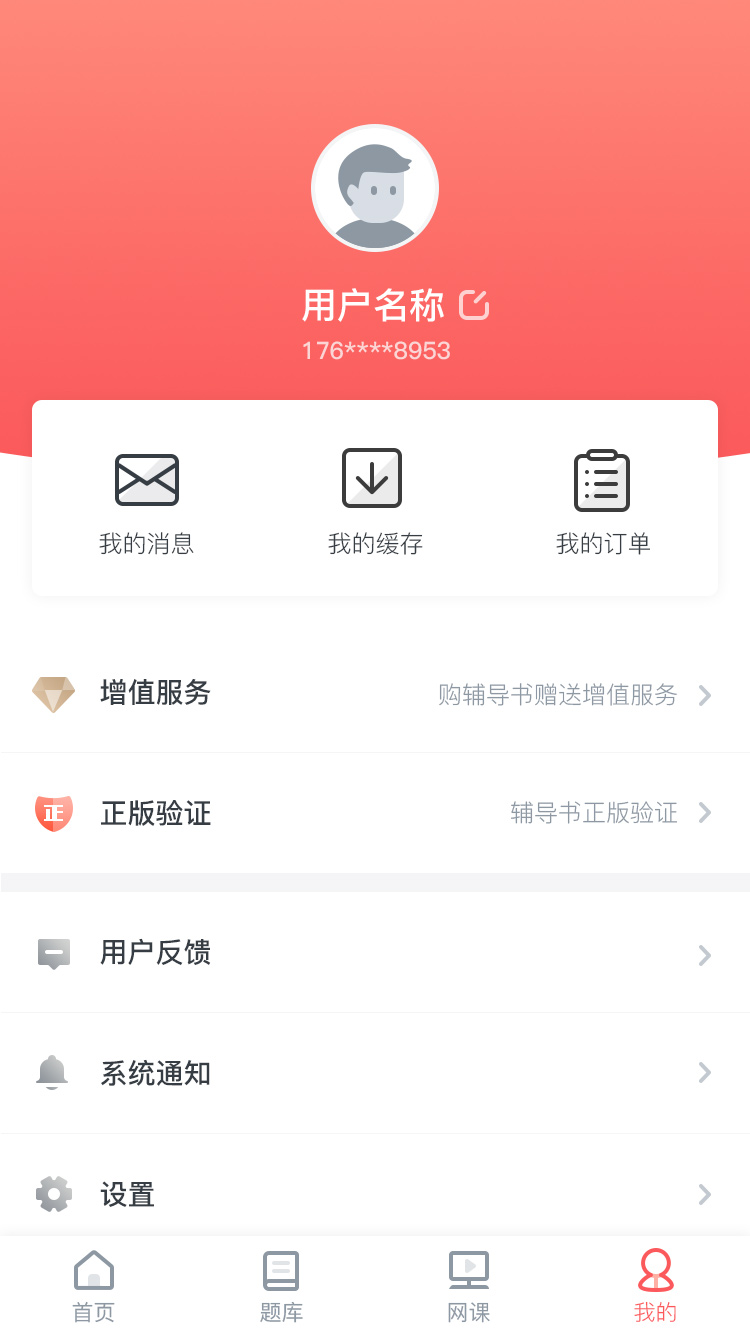 用户名称
176****8953
我的消息 我的缓存 我的订单
增值服务 购辅导书赠送增值服务
正
正版验证 辅导书正版验证
用户反馈
系统通知
设置
首页 题库 网课 我的